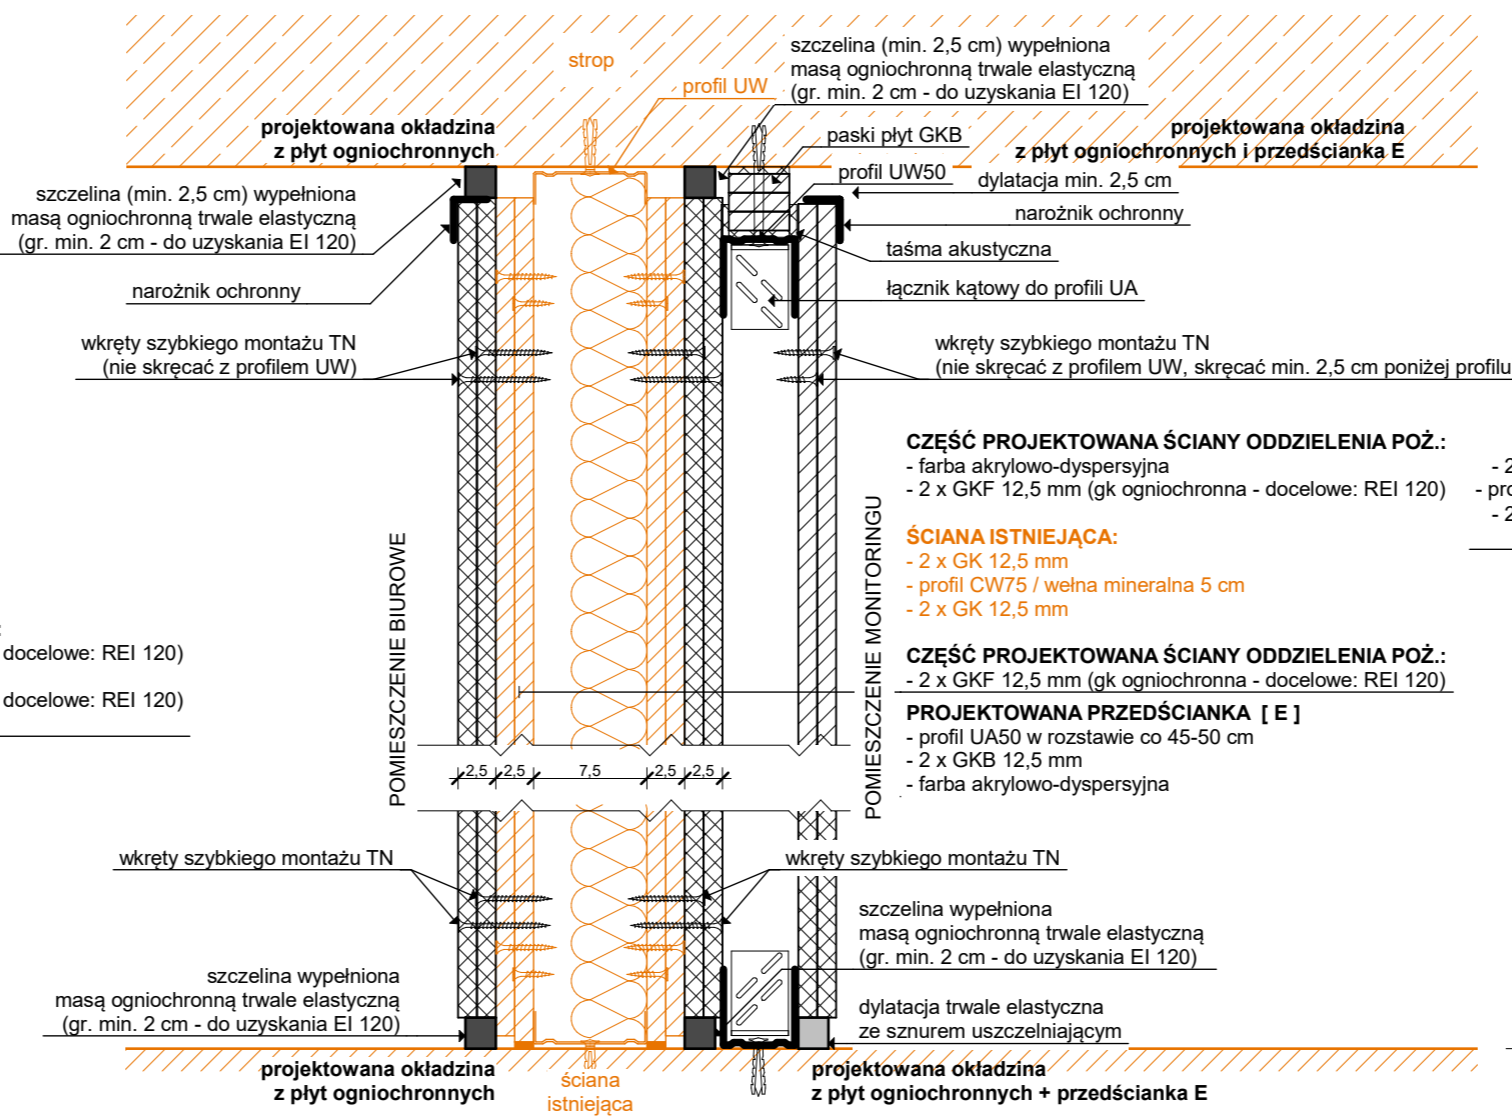 strop
profil UW
szczelina (min. 2,5 cm) wypełniona
masą ogniochronną trwale elastyczną
(gr. min. 2 cm - do uzyskania EI 120)
projektowana okładzina
z płyt ogniochronnych
paski płyt GKB
projektowana okładzina
z płyt ogniochronnych i przedścianka E
profil UW50
dylatacja min. 2,5 cm
szczelina (min. 2,5 cm) wypełniona
masą ogniochronną trwale elastyczną
(gr. min. 2 cm - do uzyskania EI 120)
narożnik ochronny
taśma akustyczna
narożnik ochronny
łącznik kątowy do profili UA
wkręty szybkiego montażu TN
(nie skręcać z profilem UW)
wkręty szybkiego montażu TN
(nie skręcać z profilem UW, skręcać min. 2,5 cm poniżej profilu
CZĘŚĆ PROJEKTOWANA ŚCIANY ODDZIELENIA POŻ.:
- farba akrylowo-dyspersyjna
- 2 x GKF 12,5 mm (gk ogniochronna - docelowe: REI 120)
- 2
- pro
- 2
ŚCIANA ISTNIEJĄCA:
- 2 x GK 12,5 mm
- profil CW75 / wełna mineralna 5 cm
- 2 x GK 12,5 mm
POMIESZCZENIE BIUROWE
POMIESZCZENIE MONITORINGU
:
docelowe: REI 120)
docelowe: REI 120)
CZĘŚĆ PROJEKTOWANA ŚCIANY ODDZIELENIA POŻ.:
- 2 x GKF 12,5 mm (gk ogniochronna - docelowe: REI 120)
PROJEKTOWANA PRZEDŚCIANKA [ E ]
- profil UA50 w rozstawie co 45-50 cm
- 2 x GKB 12,5 mm
- farba akrylowo-dyspersyjna
2,5 2,5 7,5 2,5 2,5
wkręty szybkiego montażu TN
wkręty szybkiego montażu TN
szczelina wypełniona
masą ogniochronną trwale elastyczną
(gr. min. 2 cm - do uzyskania EI 120)
szczelina wypełniona
masą ogniochronną trwale elastyczną
(gr. min. 2 cm - do uzyskania EI 120)
dylatacja trwale elastyczna
ze sznurem uszczelniającym
projektowana okładzina
z płyt ogniochronnych
ściana
istniejąca
projektowana okładzina
z płyt ogniochronnych + przedścianka E